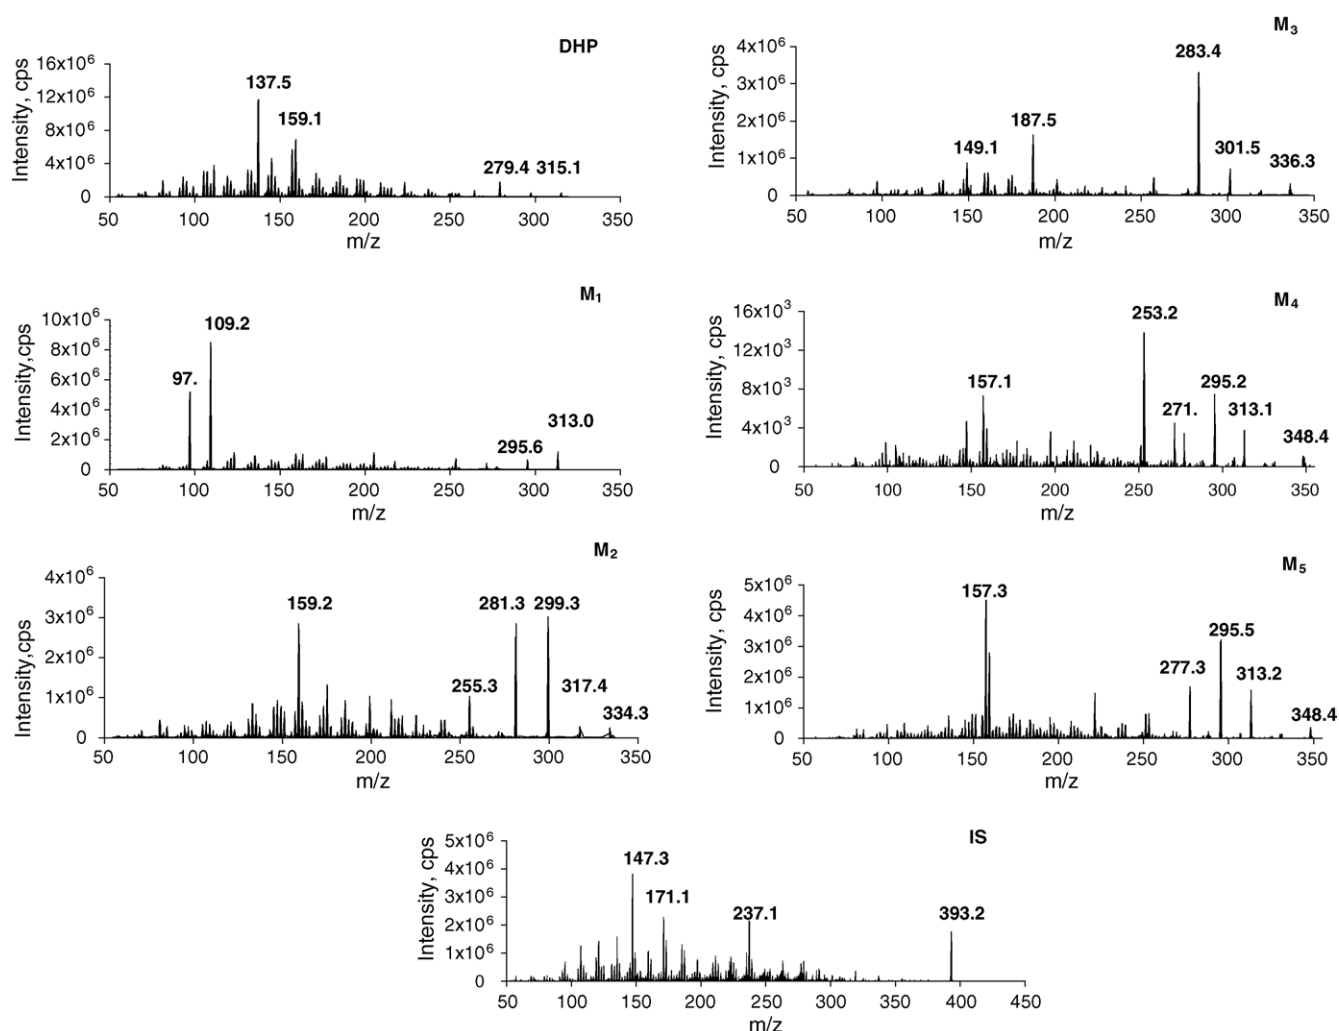 DHP
Intensity, cps
16x10⁶
12x10⁶
8x10⁶
4x10⁶
0
137.5
159.1
279.4 315.1
50 100 150 200 250 300 350
m/z
M₃
Intensity, cps
4x10⁶
3x10⁶
2x10⁶
1x10⁶
0
149.1
187.5
283.4
301.5
336.3
50 100 150 200 250 300 350
m/z
M₁
Intensity,cps
10x10⁶
8x10⁶
6x10⁶
4x10⁶
2x10⁶
0
97.
109.2
295.6
313.0
50 100 150 200 250 300 350
m/z
M₄
Intensity, cps
16x10³
12x10³
8x10³
4x10³
0
157.1
253.2
271.
295.2
313.1
348.4
50 100 150 200 250 300 350
m/z
M₂
Intensity,cps
4x10⁶
3x10⁶
2x10⁶
1x10⁶
0
159.2
255.3
281.3 299.3
317.4
334.3
50 100 150 200 250 300 350
m/z
M₅
Intensity, cps
5x10⁶
4x10⁶
3x10⁶
2x10⁶
1x10⁶
0
157.3
277.3
295.5
313.2
348.4
50 100 150 200 250 300 350
m/z
IS
Intensity, cps
5x10⁶
4x10⁶
3x10⁶
2x10⁶
1x10⁶
0
147.3
171.1
237.1
393.2
50 100 150 200 250 300 350 400 450
m/z